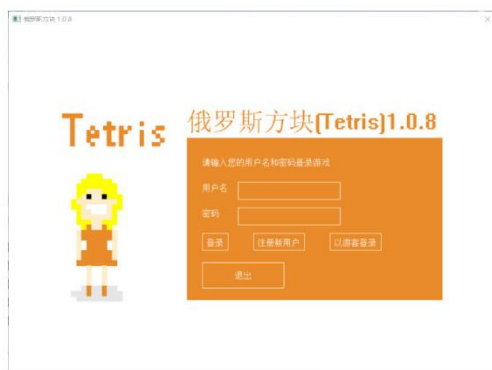 俄罗斯方块 1.0.8
Tetris
俄罗斯方块(Tetris)1.0.8
请输入您的用户名和密码登录游戏
用户名
密码
登录 注册新用户 以游客登录
退出